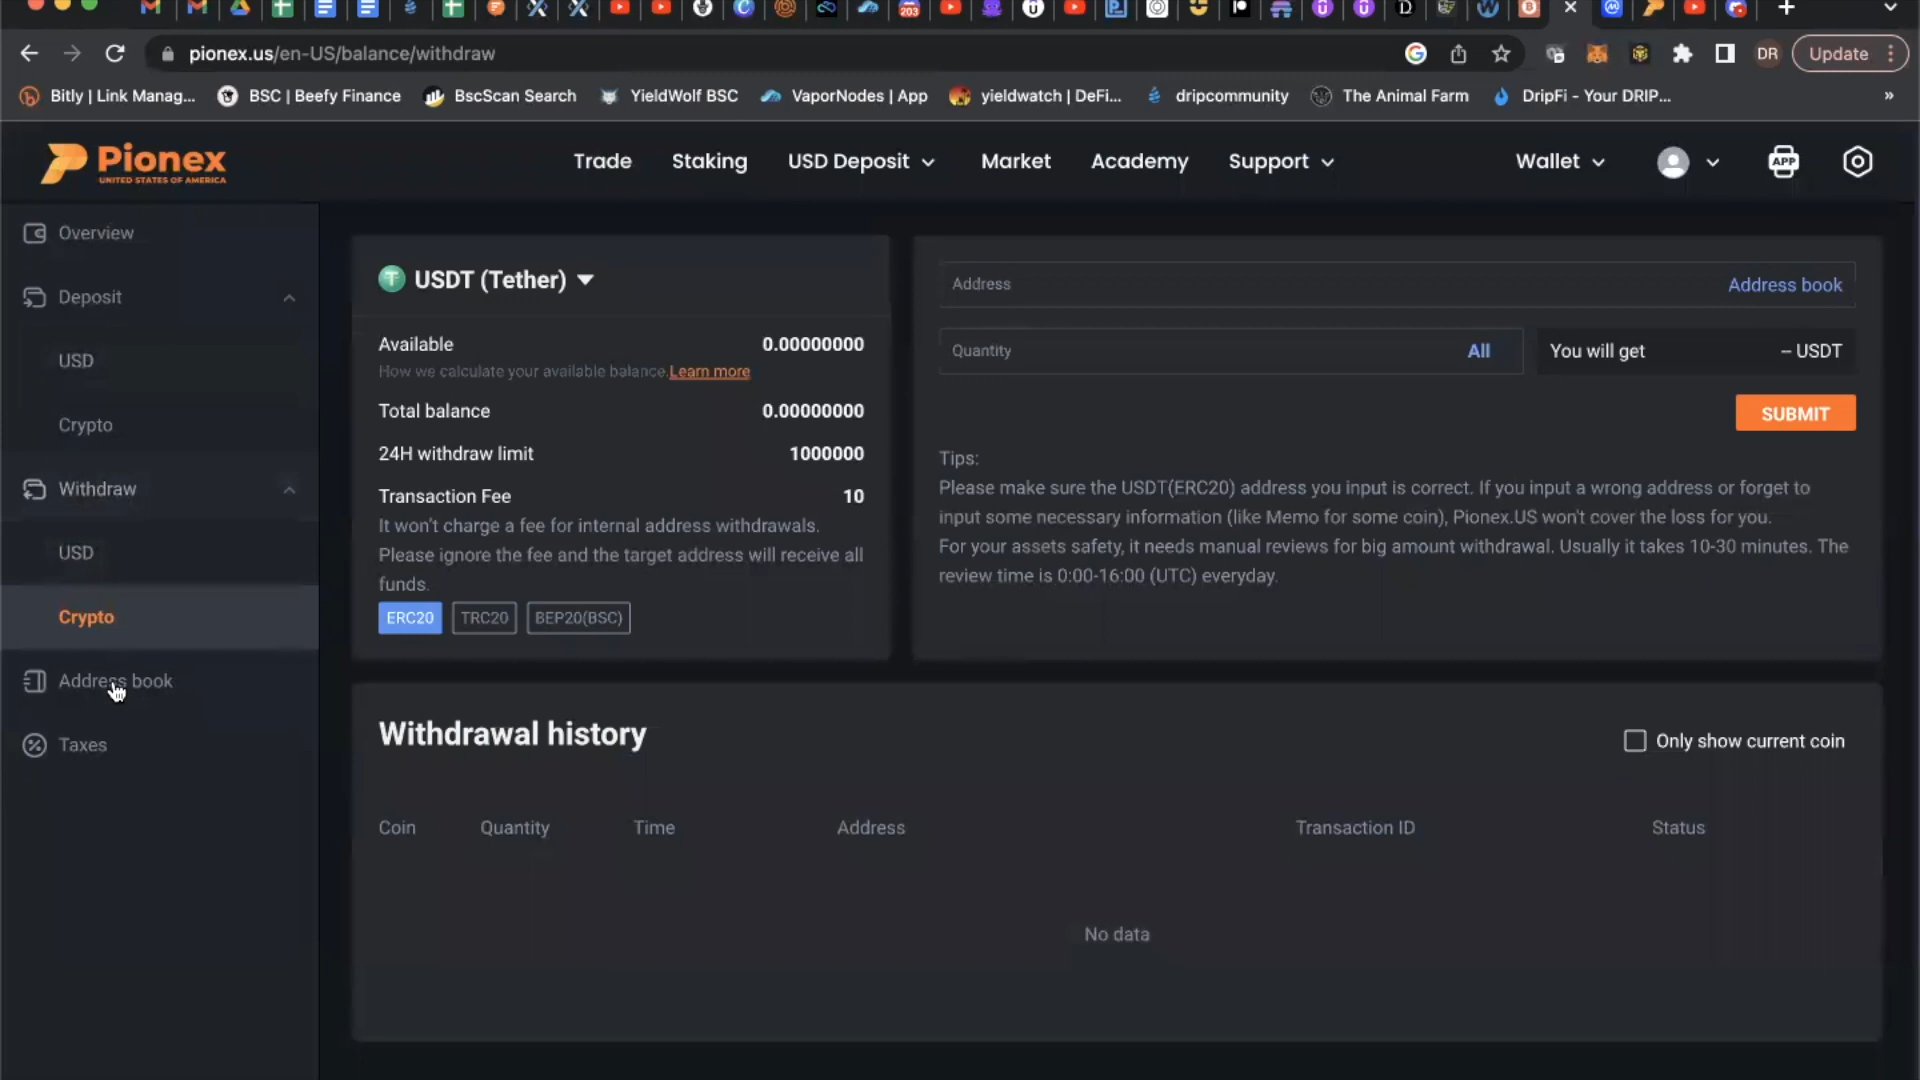 203
pionex.us/en-US/balance/withdraw
DR
Update
Bitly | Link Manag...
BSC | Beefy Finance
BscScan Search
YieldWolf BSC
VaporNodes | App
yieldwatch | DeFi...
dripcommunity
The Animal Farm
DripFi - Your DRIP...
»
Pionex
UNITED STATES OF AMERICA
Trade
Staking
USD Deposit
Market
Academy
Support
Wallet
APP
Overview
Deposit
USD
Crypto
Withdraw
USD
Crypto
Address book
Taxes
USDT (Tether)
Available 0.00000000
How we calculate your available balance.Learn more
Total balance 0.00000000
24H withdraw limit 1000000
Transaction Fee 10
It won't charge a fee for internal address withdrawals.
Please ignore the fee and the target address will receive all
funds.
ERC20 TRC20 BEP20(BSC)
Address Address book
Quantity All You will get -- USDT
SUBMIT
Tips:
Please make sure the USDT(ERC20) address you input is correct. If you input a wrong address or forget to
input some necessary information (like Memo for some coin), Pionex.US won't cover the loss for you.
For your assets safety, it needs manual reviews for big amount withdrawal. Usually it takes 10-30 minutes. The
review time is 0:00-16:00 (UTC) everyday.
Withdrawal history
Only show current coin
Coin Quantity Time Address Transaction ID Status
No data